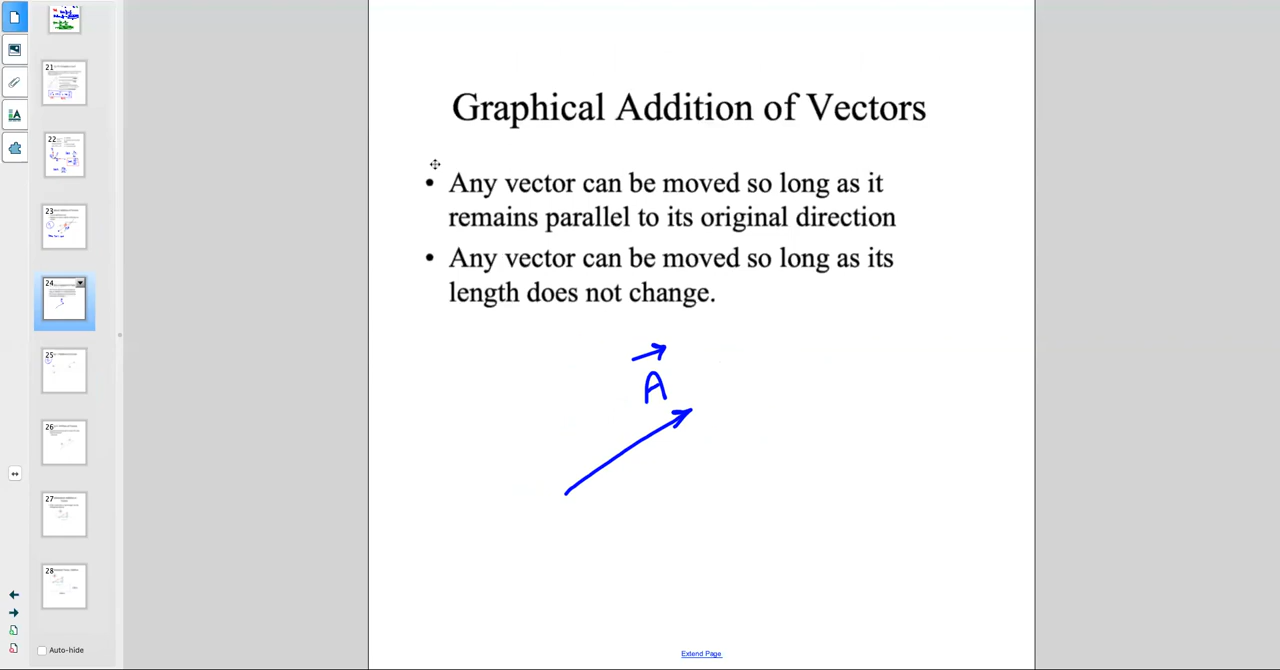 Graphical Addition of Vectors
• Any vector can be moved so long as it
remains parallel to its original direction
• Any vector can be moved so long as its
length does not change.
A
21
22
23
24
25
26
27
28
Auto-hide
Extend Page